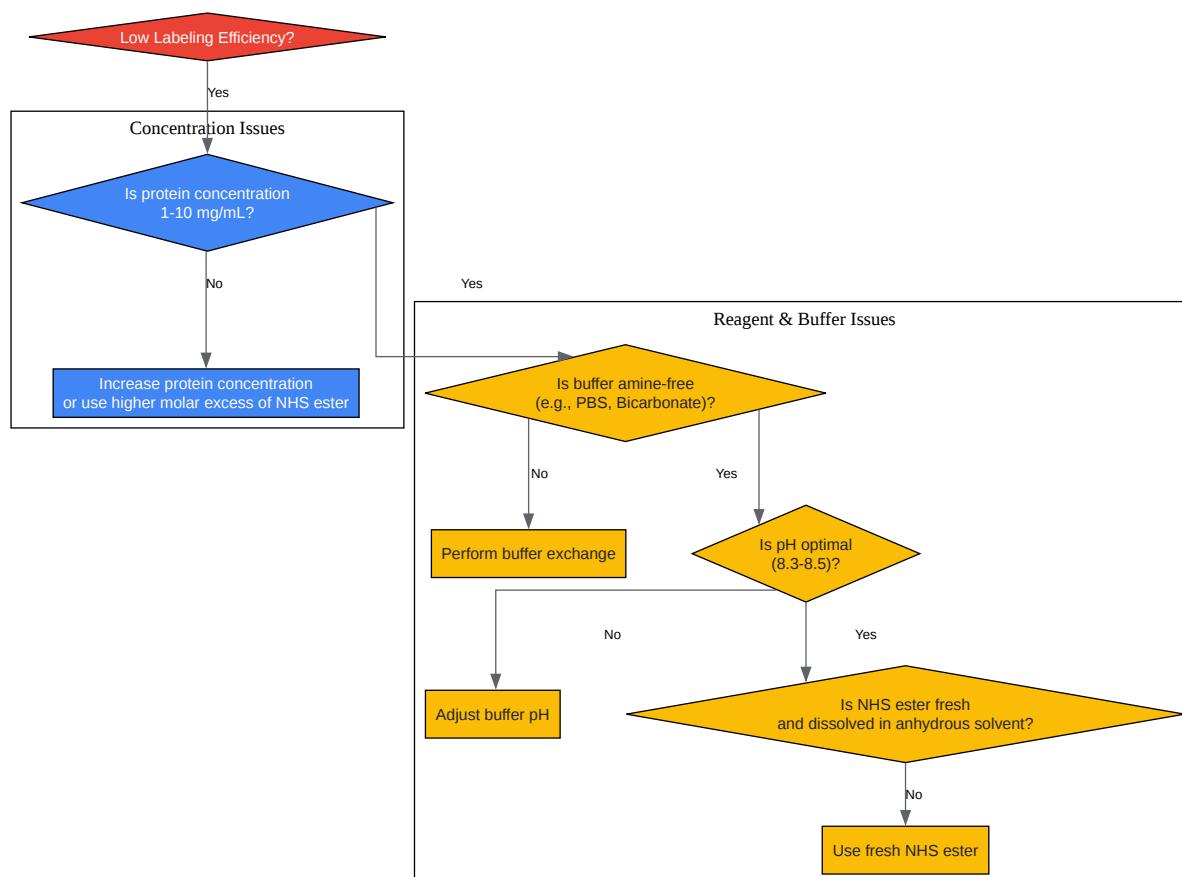 Low Labeling Efficiency?
Yes
Concentration Issues
Is protein concentration
1-10 mg/mL?
No
Yes
Increase protein concentration
or use higher molar excess of NHS ester
Reagent & Buffer Issues
Is buffer amine-free
(e.g., PBS, Bicarbonate)?
No
Yes
Perform buffer exchange
Is pH optimal
(8.3-8.5)?
No
Yes
Adjust buffer pH
Is NHS ester fresh
and dissolved in anhydrous solvent?
No
Use fresh NHS ester